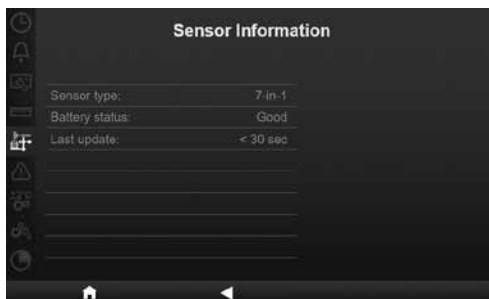 Sensor Information
Sensor type: 7-in-1
Battery status: Good
Last update: < 30 sec